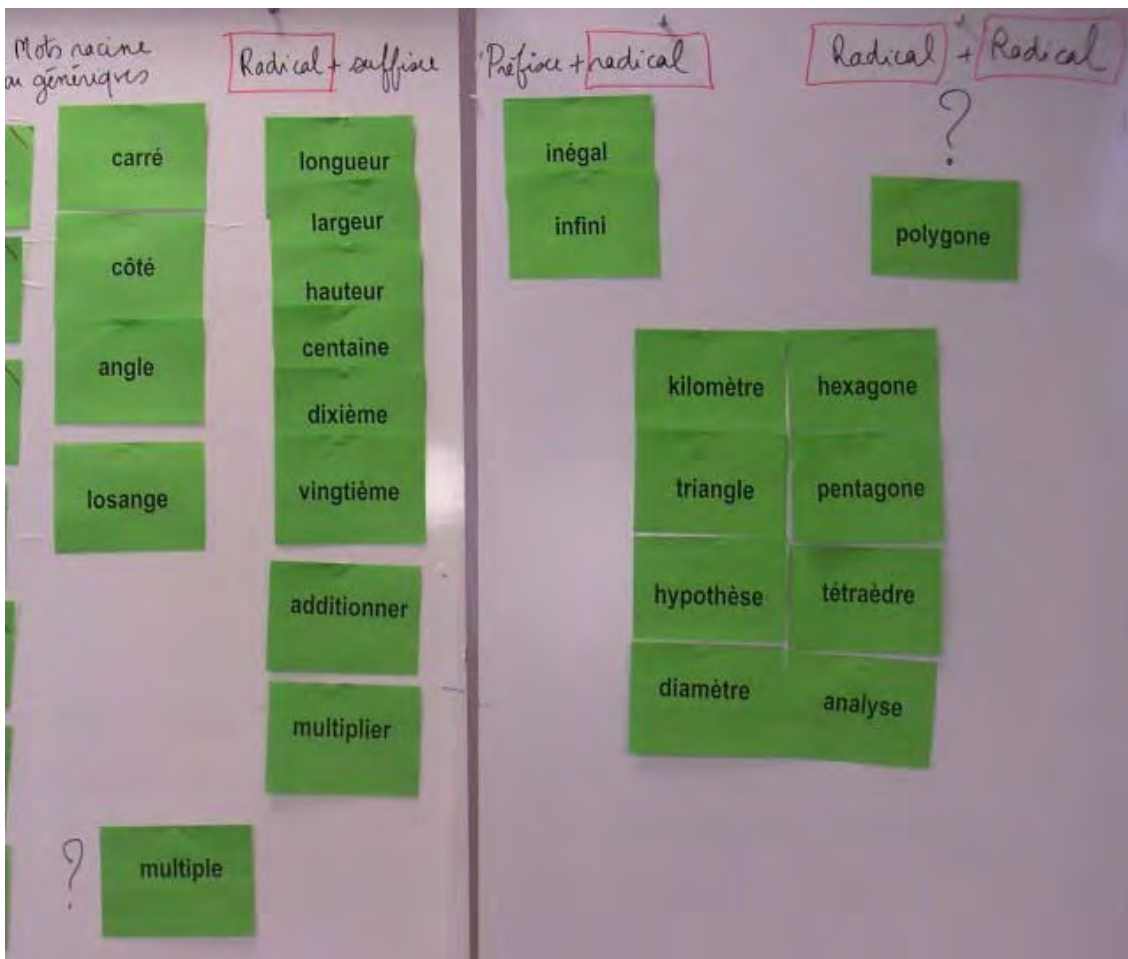 Mots racine
ou génériques
carré
côté
angle
losange
?
multiple
Radical + suffixe
longueur
largeur
hauteur
centaine
dixième
vingtième
additionner
multiplier
Préfixe + radical
inégal
infini
Radical + Radical
?
polygone
kilomètre
hexagone
triangle
pentagone
hypothèse
tétraèdre
diamètre
analyse